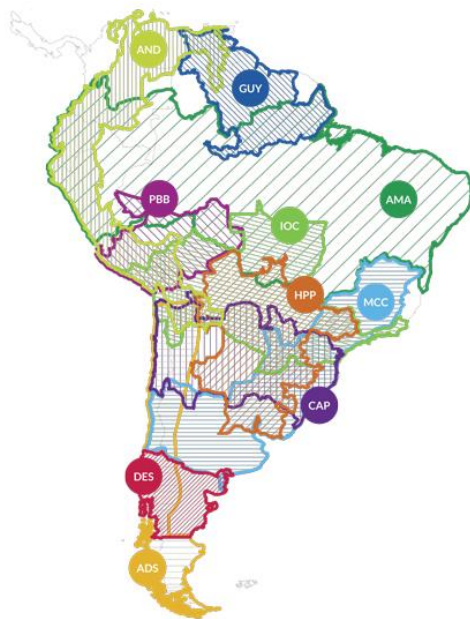 AND
GUY
PBB
AMA
IOC
HPP
MCC
CAP
DES
ADS